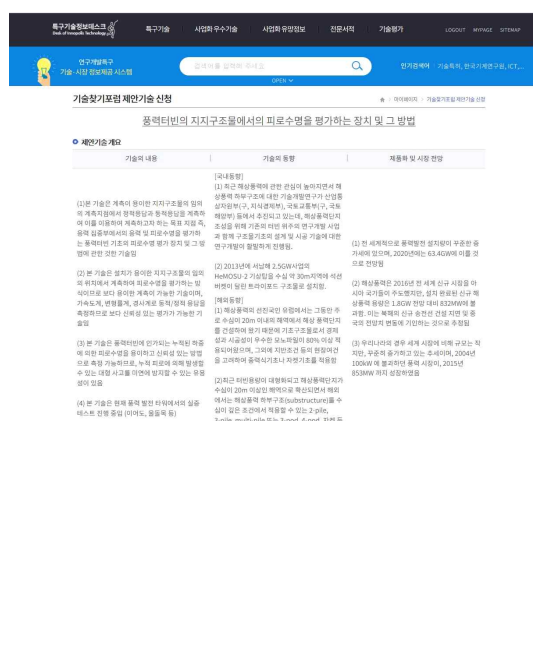 특구기술정보데스크
Desk of Innopolis Technology
특구기술
사업화 우수기술
사업화 유망정보
전문서적
기술평가
LOGOUT MYPAGE SITEMAP
연구개발특구
기술·시장 정보제공 시스템
검색어를 입력해 주세요
OPEN
인기검색어 기술특허, 한국기계연구원, ICT,...
기술찾기포럼 제안기술 신청
마이페이지 > 기술찾기포럼 제안기술 신청
풍력터빈의 지지구조물에서의 피로수명을 평가하는 장치 및 그 방법
제안기술 개요
기술의 내용
기술의 동향
제품화 및 시장 전망
(1)본 기술은 계측이 용이한 지지구조물의 임의
의 계측지점에서 정적응답과 동적응답을 계측하
여 이를 이용하여 계측하고자 하는 목표 지점 즉,
응력 집중부에서의 응력 및 피로수명을 평가하
는 풍력터빈 기초의 피로수명 평가 장치 및 그 방
법에 관한 것인 기술
(2) 본 기술은 설치가 용이한 지지구조물의 임의
의 위치에서 계측하여 피로수명을 평가하는 방
식이므로 보다 용이한 계측이 가능한 기술이며,
가속도계, 변형률계, 경사계로 동적/정적 응답을
측정하므로 보다 신뢰성 있는 평가가 가능한 기
술임
(3) 본 기술은 풍력터빈에 인가되는 누적된 하중
에 의한 피로수명을 용이하고 신뢰성 있는 방법
으로 측정 가능하므로, 누적 피로에 의해 발생할
수 있는 대형 사고를 미연에 방지할 수 있는 유용
성이 있음
(4) 본 기술은 현재 풍력 발전 타워에서의 실증
테스트 진행 중임 (이어도, 울돌목 등)
[국내동향]
(1) 최근 해상풍력에 관한 관심이 높아지면서 해
상풍력 하부구조에 대한 기술개발연구가 산업통
상자원부(구, 지식경제부), 국토교통부(구, 국토
해양부) 등에서 추진되고 있는데, 해상풍력단지
조성을 위해 기존의 터빈 위주의 연구개발 사업
과 함께 구조물기초의 설계 및 시공 기술에 대한
연구개발이 활발하게 진행됨.
(2) 2013년에 서남해 2.5GW사업의
HeMOSU-2 기상탑을 수심 약 30m지역에 석션
버켓이 달린 트라이포드 구조물로 설치함.
[해외동향]
(1) 해상풍력의 선진국인 유럽에서는 그동안 주
로 수심이 20m 이내의 해역에서 해상 풍력단지
를 건설하여 왔기 때문에 기초구조물로서 경제
성과 시공성이 우수한 모노파일이 80% 이상 적
용되어왔으며, 그외에 지반조건 등의 현장여건
을 고려하여 중력식기초나 자켓기초를 적용함
(2)최근 터빈용량이 대형화되고 해상풍력단지가
수심이 20m 이상인 해역으로 확산되면서 해외
에서는 해상풍력 하부구조(substructure)를 수
심이 깊은 조건에서 적용할 수 있는 2-pile,
3-pile, multi-pile 또는 3-pod, 4-pod, 자켓 등
(1) 전 세계적으로 풍력발전 설치량이 꾸준한 증
가세에 있으며, 2020년에는 63.4GW에 이를 것
으로 전망됨
(2) 해상풍력은 2016년 전 세계 신규 시장을 아
시아 국가들이 주도했지만, 설치 완료된 신규 해
상풍력 용량은 1.8GW 전망 대비 832MW에 불
과함. 이는 북해의 신규 송전선 건설 지연 및 중
국의 전망치 변동에 기인하는 것으로 추정됨
(3) 우리나라의 경우 세계 시장에 비해 규모는 작
지만, 꾸준히 증가하고 있는 추세이며, 2004년
100kW 에 불과하던 풍력 시장이, 2015년
853MW 까지 성장하였음